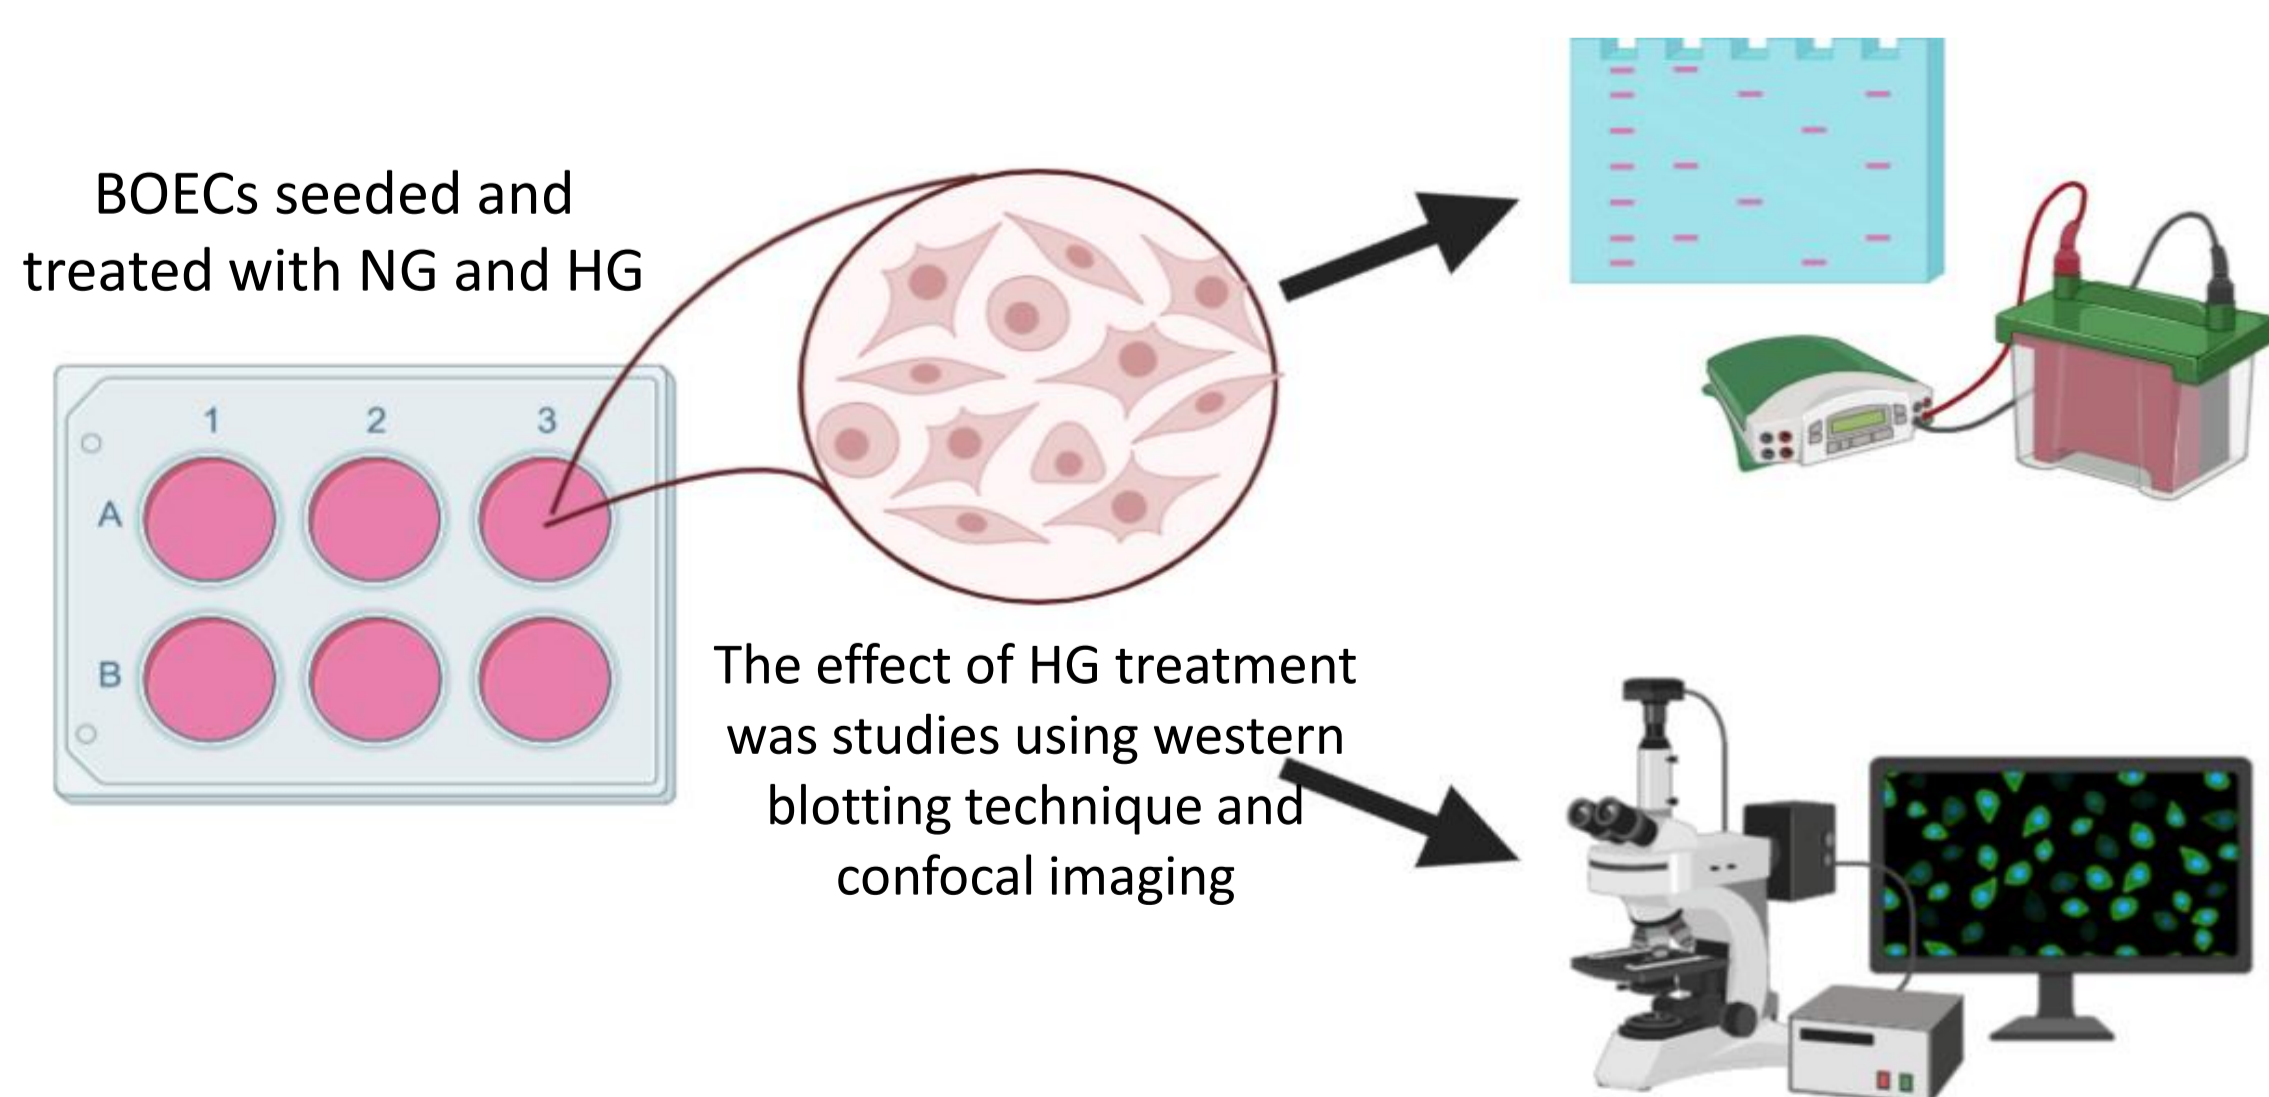 BOECs seeded and
treated with NG and HG
1 2 3
A
B
The effect of HG treatment
was studies using western
blotting technique and
confocal imaging